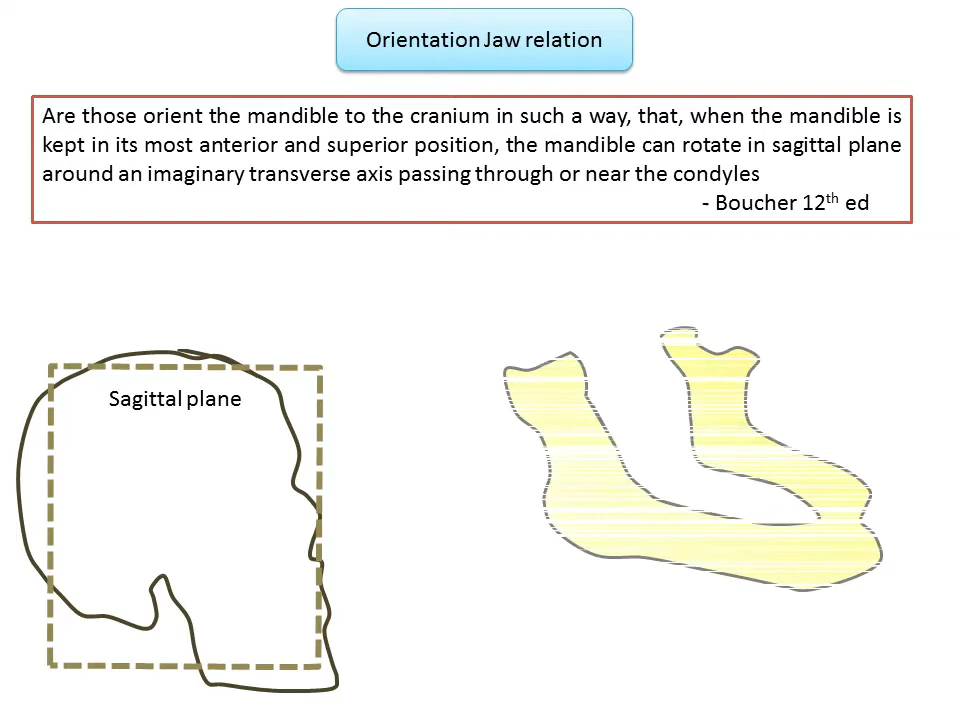 Orientation Jaw relation
Are those orient the mandible to the cranium in such a way, that, when the mandible is
kept in its most anterior and superior position, the mandible can rotate in sagittal plane
around an imaginary transverse axis passing through or near the condyles
- Boucher 12th ed
Sagittal plane